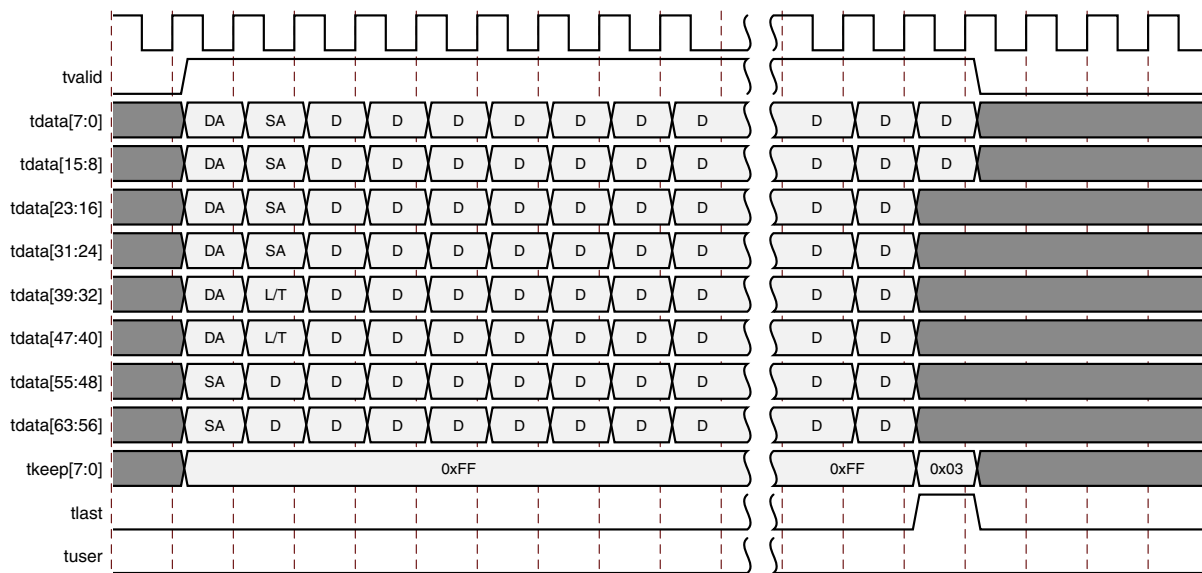 tvalid
tdata[7:0] DA SA D D D D D D D D D D
tdata[15:8] DA SA D D D D D D D D D D
tdata[23:16] DA SA D D D D D D D D D
tdata[31:24] DA SA D D D D D D D D D
tdata[39:32] DA L/T D D D D D D D D D
tdata[47:40] DA L/T D D D D D D D D D
tdata[55:48] SA D D D D D D D D D D
tdata[63:56] SA D D D D D D D D D D
tkeep[7:0] 0xFF 0xFF 0x03
tlast
tuser